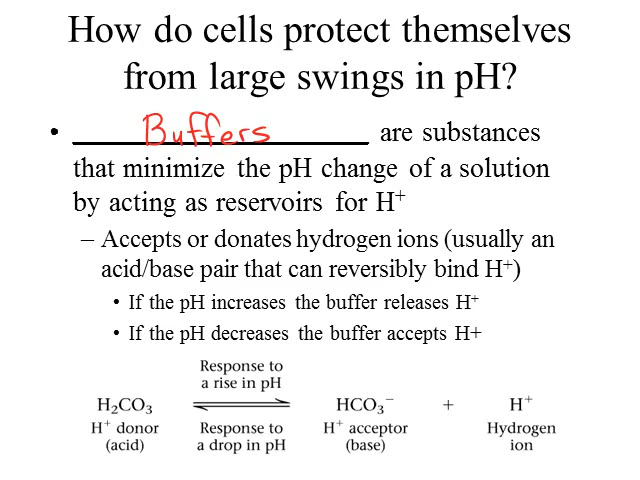 How do cells protect themselves
from large swings in pH?
• Buffers are substances
that minimize the pH change of a solution
by acting as reservoirs for H⁺
– Accepts or donates hydrogen ions (usually an
acid/base pair that can reversibly bind H⁺)
• If the pH increases the buffer releases H⁺
• If the pH decreases the buffer accepts H+
Response to
a rise in pH
H₂CO₃ ⇌ HCO₃⁻ + H⁺
H⁺ donor
(acid)
Response to
a drop in pH
H⁺ acceptor
(base)
Hydrogen
ion